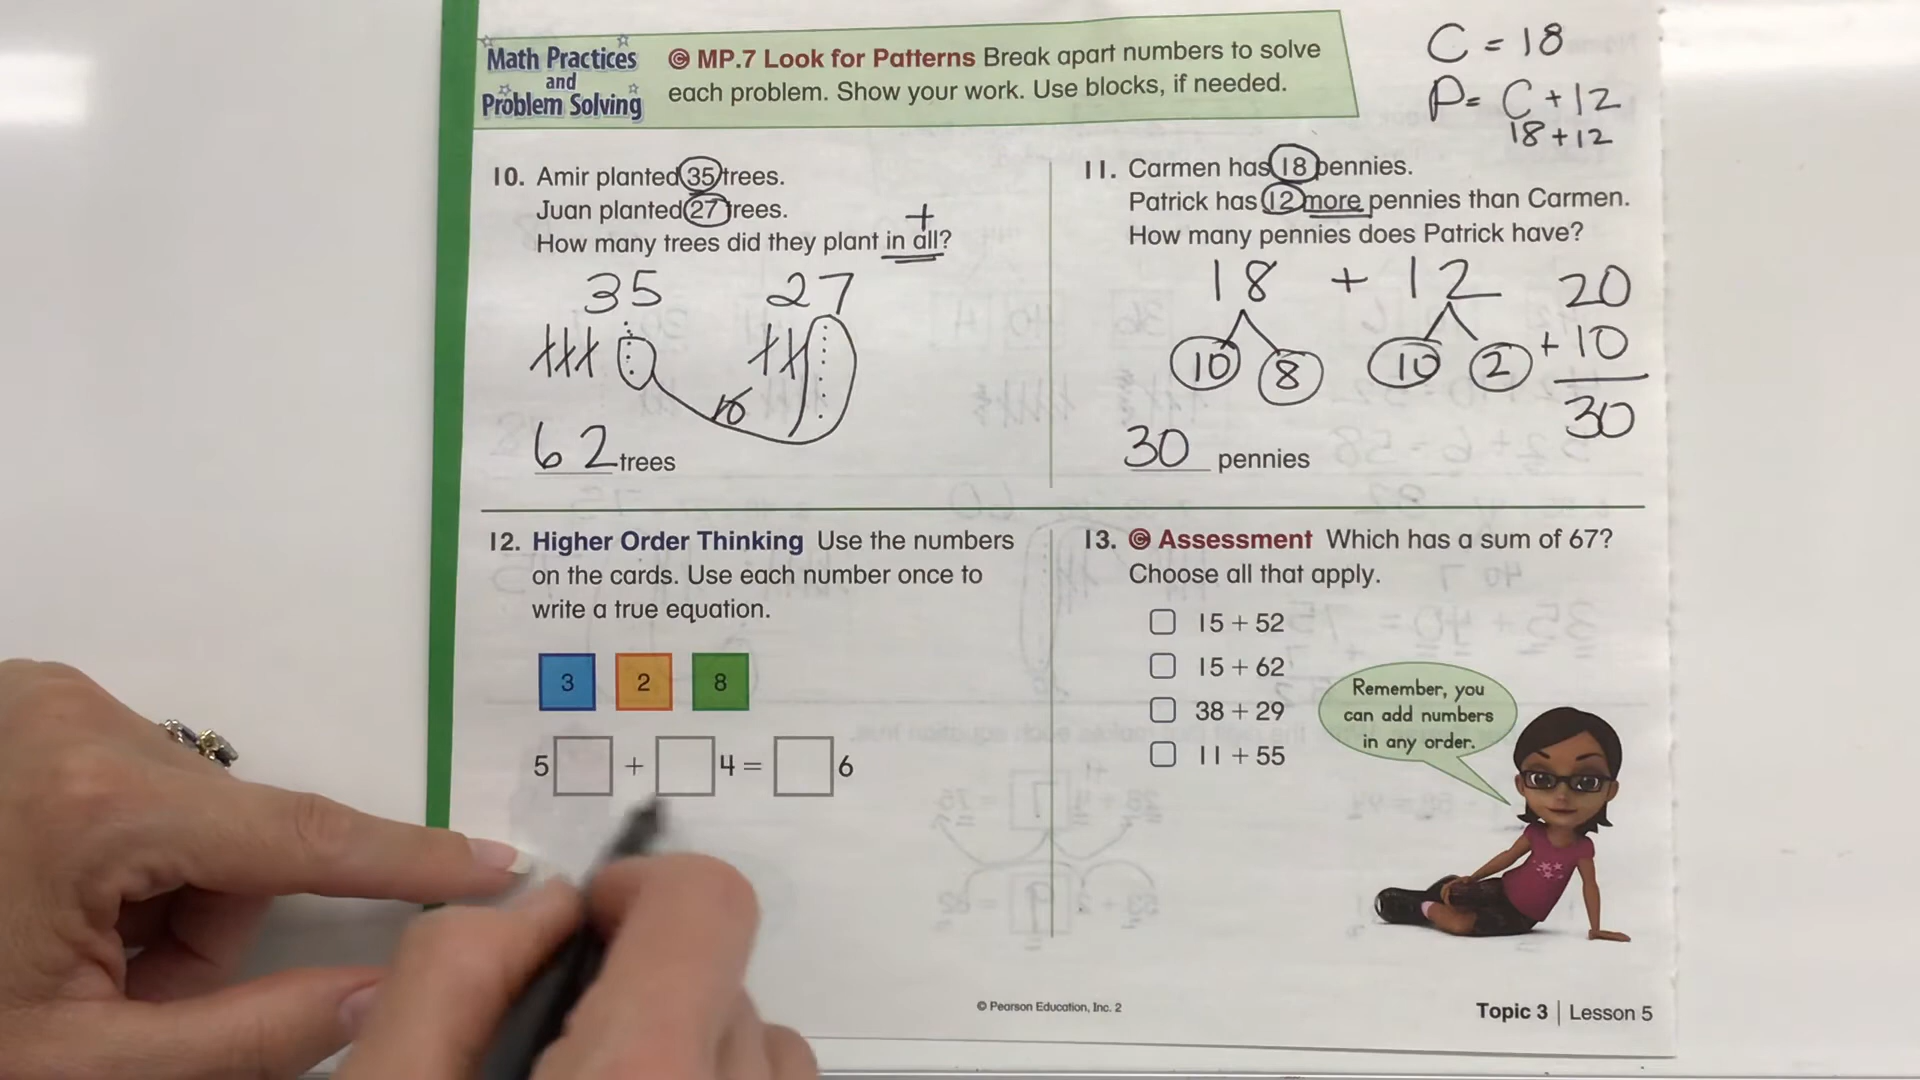 Math Practices
and
Problem Solving
© MP.7 Look for Patterns Break apart numbers to solve
each problem. Show your work. Use blocks, if needed.
C = 18
P= C + 12
18 + 12
10. Amir planted 35 trees.
Juan planted 27 trees.
+
How many trees did they plant in all?
35 27
10
62 trees
11. Carmen has 18 pennies.
Patrick has 12 more pennies than Carmen.
How many pennies does Patrick have?
18 + 12
10 8 10 2
20
+10
30
30 pennies
12. Higher Order Thinking Use the numbers
on the cards. Use each number once to
write a true equation.
3 2 8
5 + 4 = 6
13. © Assessment Which has a sum of 67?
Choose all that apply.
15 + 52
15 + 62
38 + 29
11 + 55
Remember, you
can add numbers
in any order.
© Pearson Education, Inc. 2
Topic 3 | Lesson 5